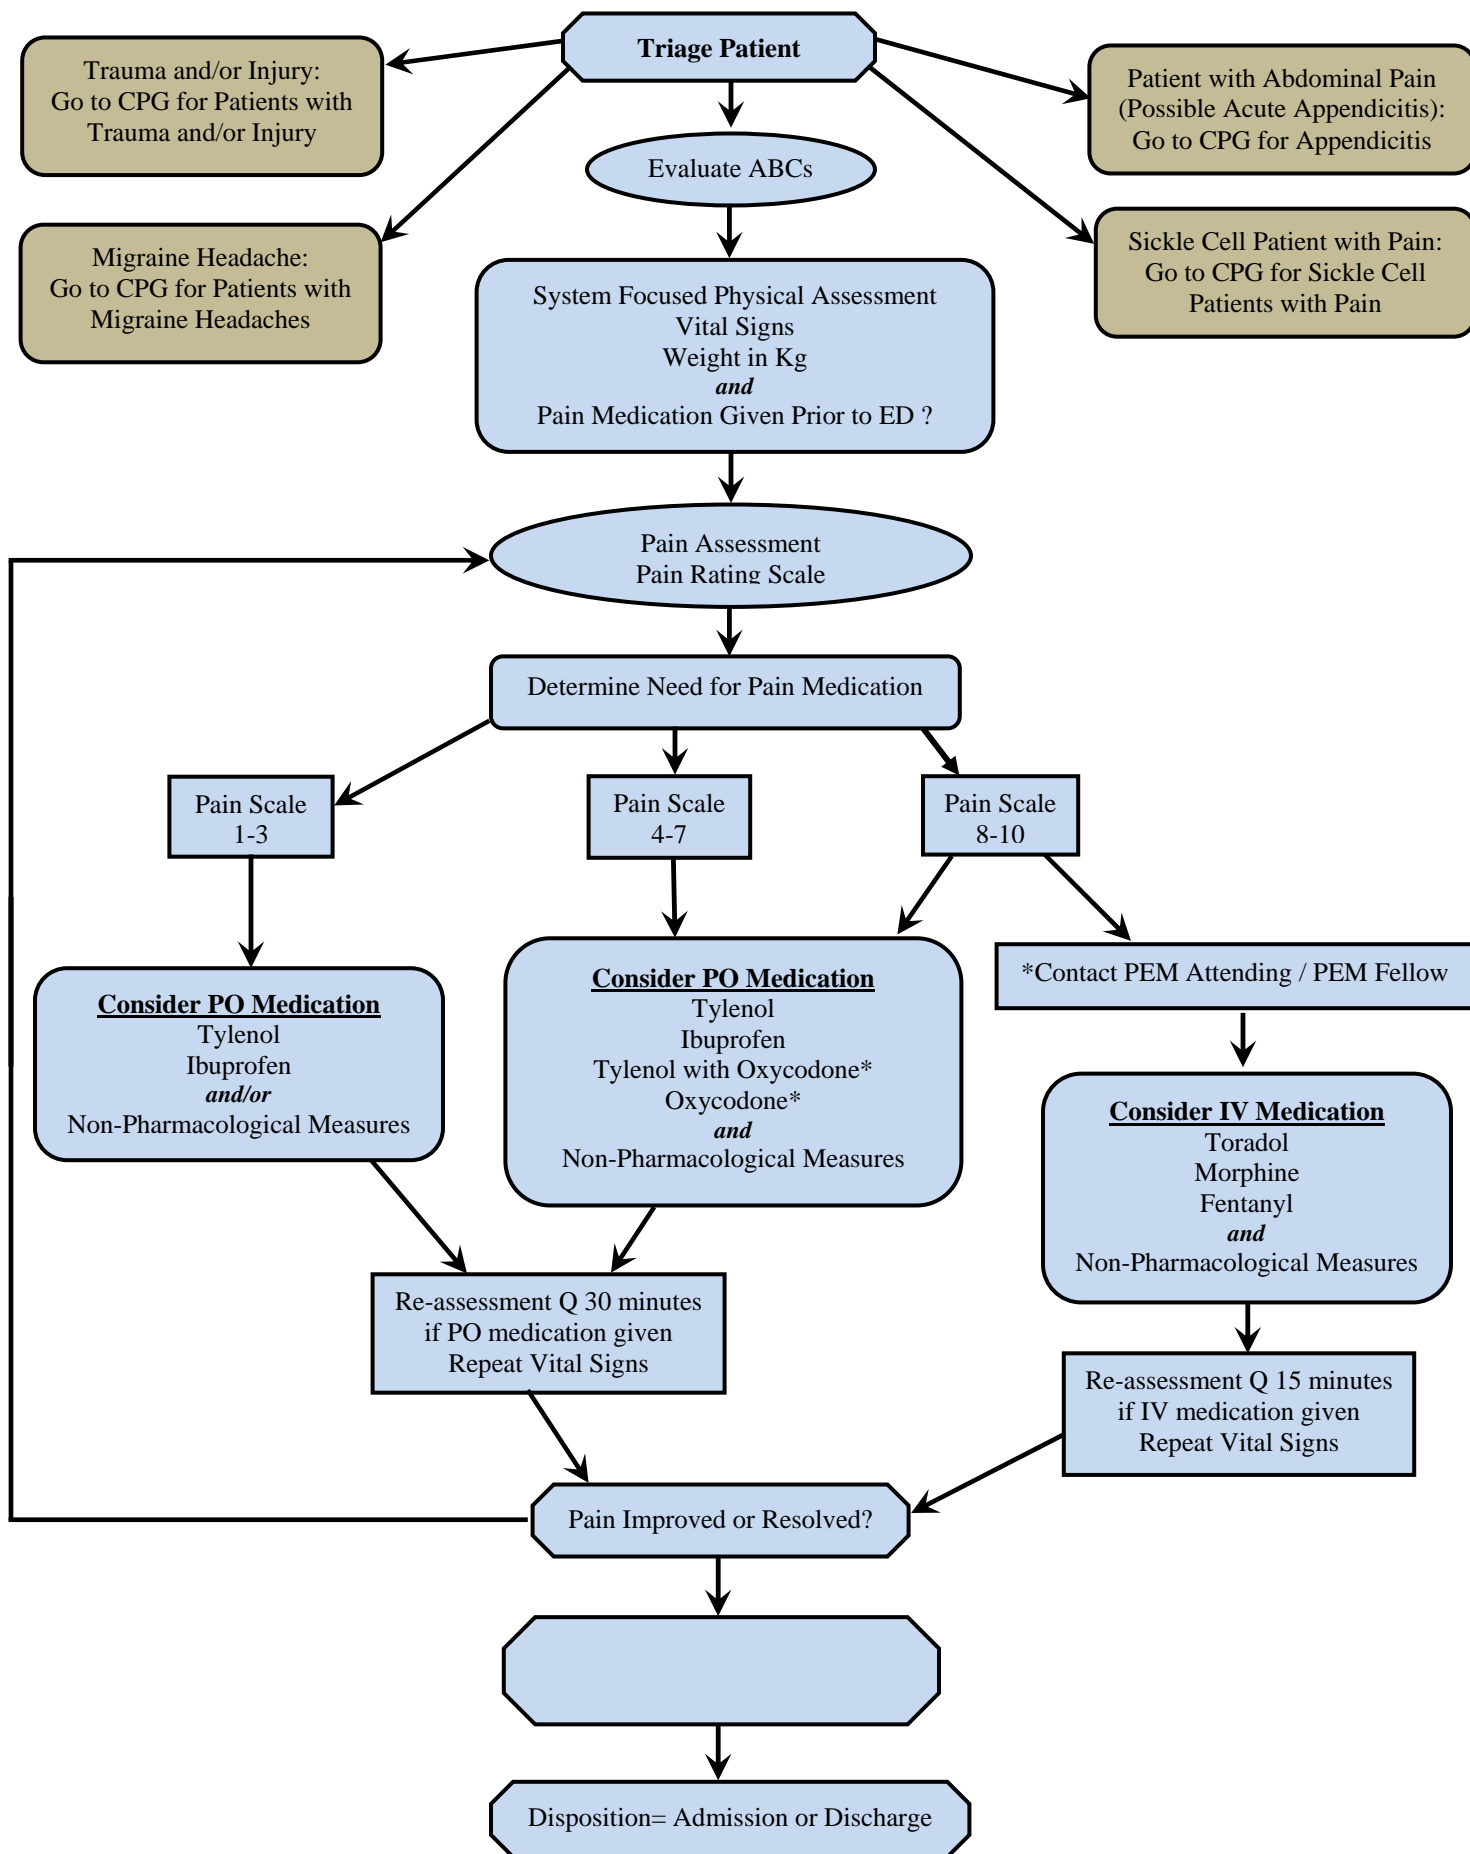 Triage Patient
Trauma and/or Injury:
Go to CPG for Patients with
Trauma and/or Injury
Patient with Abdominal Pain
(Possible Acute Appendicitis):
Go to CPG for Appendicitis
Evaluate ABCs
Migraine Headache:
Go to CPG for Patients with
Migraine Headaches
Sickle Cell Patient with Pain:
Go to CPG for Sickle Cell
Patients with Pain
System Focused Physical Assessment
Vital Signs
Weight in Kg
and
Pain Medication Given Prior to ED ?
Pain Assessment
Pain Rating Scale
Determine Need for Pain Medication
Pain Scale
1-3
Pain Scale
4-7
Pain Scale
8-10
Consider PO Medication
Tylenol
Ibuprofen
and/or
Non-Pharmacological Measures
Consider PO Medication
Tylenol
Ibuprofen
Tylenol with Oxycodone*
Oxycodone*
and
Non-Pharmacological Measures
*Contact PEM Attending / PEM Fellow
Consider IV Medication
Toradol
Morphine
Fentanyl
and
Non-Pharmacological Measures
Re-assessment Q 30 minutes
if PO medication given
Repeat Vital Signs
Re-assessment Q 15 minutes
if IV medication given
Repeat Vital Signs
Pain Improved or Resolved?
Disposition= Admission or Discharge